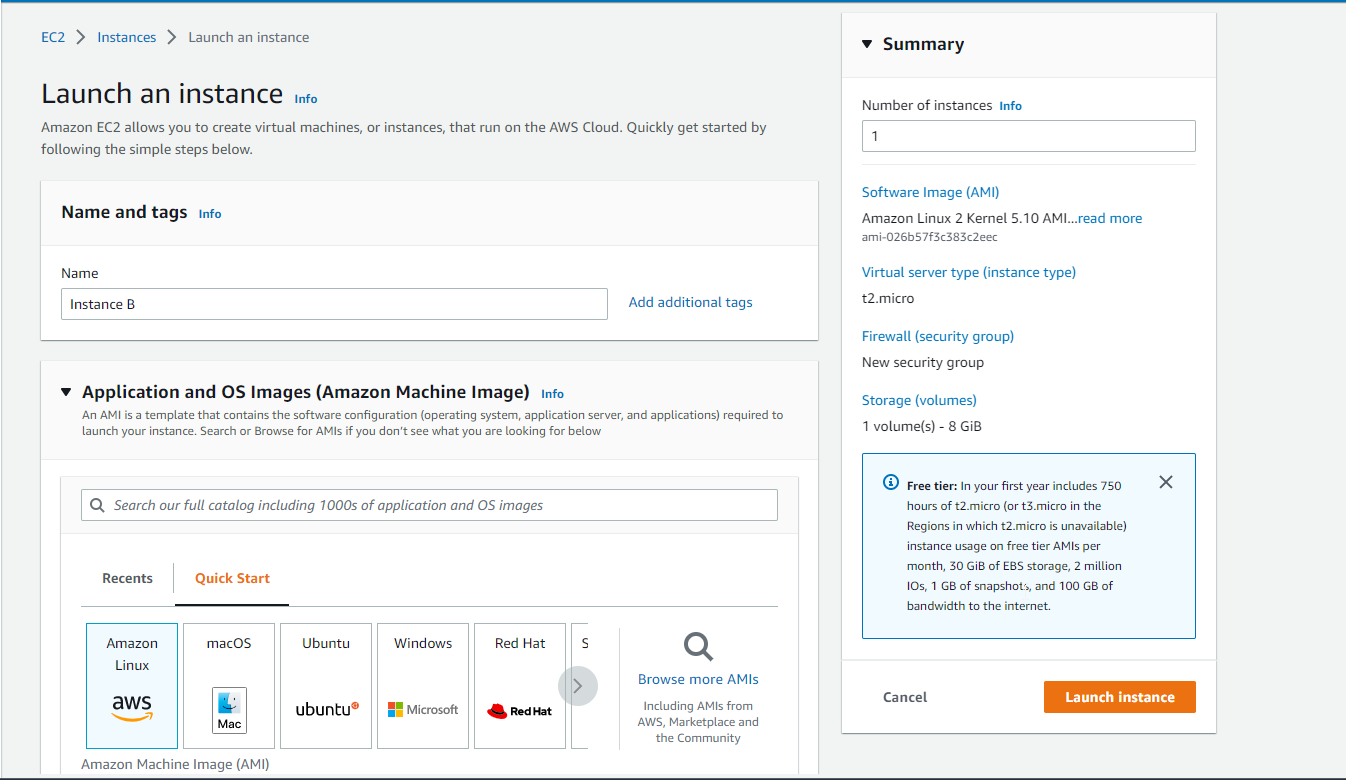 EC2 > Instances > Launch an instance
Launch an instance Info
Amazon EC2 allows you to create virtual machines, or instances, that run on the AWS Cloud. Quickly get started by
following the simple steps below.
Name and tags Info
Name
Instance B
Add additional tags
Application and OS Images (Amazon Machine Image) Info
An AMI is a template that contains the software configuration (operating system, application server, and applications) required to
launch your instance. Search or Browse for AMIs if you don't see what you are looking for below
Search our full catalog including 1000s of application and OS images
Recents
Quick Start
Amazon
Linux
aws
macOS
Mac
Ubuntu
ubuntu
Windows
Microsoft
Red Hat
Red Hat
S
Browse more AMIs
Including AMIs from
AWS, Marketplace and
the Community
Amazon Machine Image (AMI)
Summary
Number of instances Info
1
Software Image (AMI)
Amazon Linux 2 Kernel 5.10 AMI...read more
ami-026b57f3c383c2eec
Virtual server type (instance type)
t2.micro
Firewall (security group)
New security group
Storage (volumes)
1 volume(s) - 8 GiB
Free tier: In your first year includes 750
hours of t2.micro (or t3.micro in the
Regions in which t2.micro is unavailable)
instance usage on free tier AMIs per
month, 30 GiB of EBS storage, 2 million
IOs, 1 GB of snapshots, and 100 GB of
bandwidth to the internet.
Cancel
Launch instance